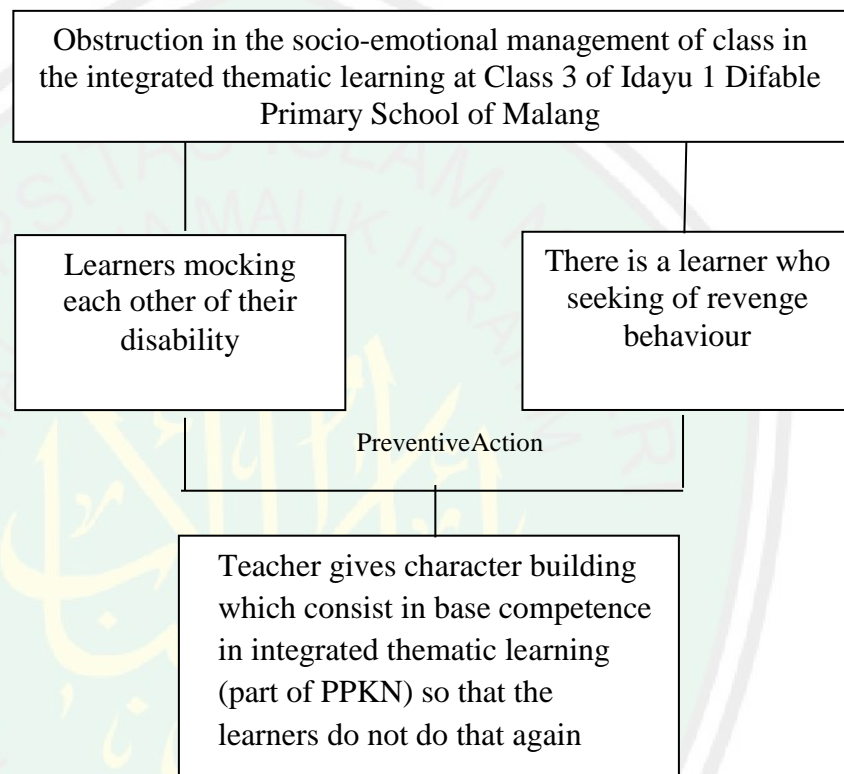 Obstruction in the socio-emotional management of class in
the integrated thematic learning at Class 3 of Idayu 1 Difable
Primary School of Malang
Learners mocking
each other of their
disability
There is a learner who
seeking of revenge
behaviour
PreventiveAction
Teacher gives character building
which consist in base competence
in integrated thematic learning
(part of PPKN) so that the
learners do not do that again